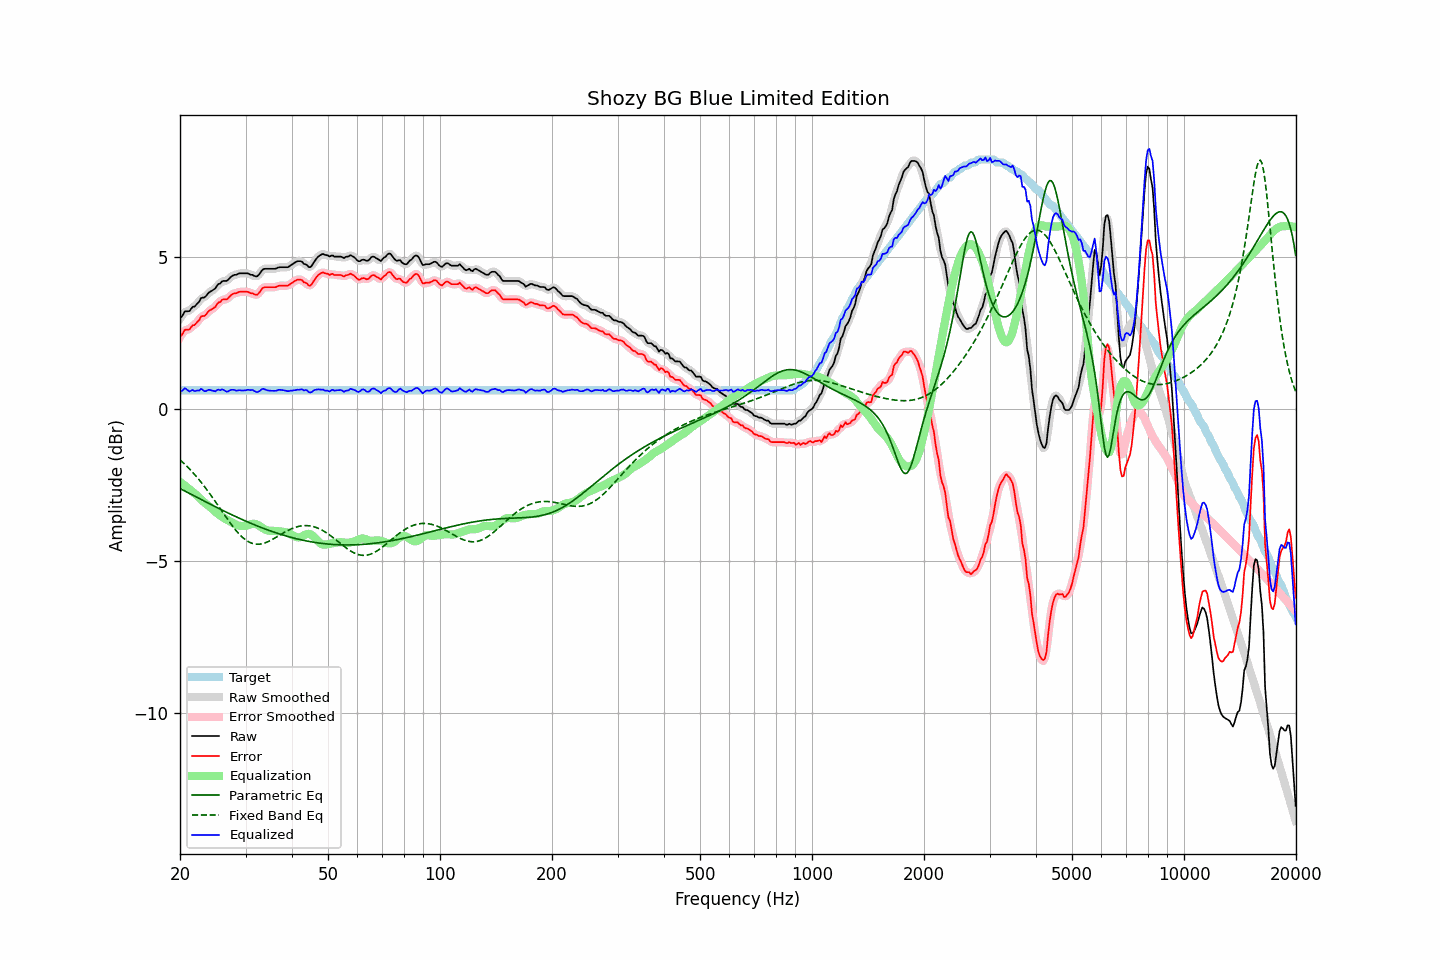 Shozy BG Blue Limited Edition
Amplitude (dBr)
5
0
−5
−10
Target
Raw Smoothed
Error Smoothed
Raw
Error
Equalization
Parametric Eq
Fixed Band Eq
Equalized
20 50 100 200 500 1000 2000 5000 10000 20000
Frequency (Hz)